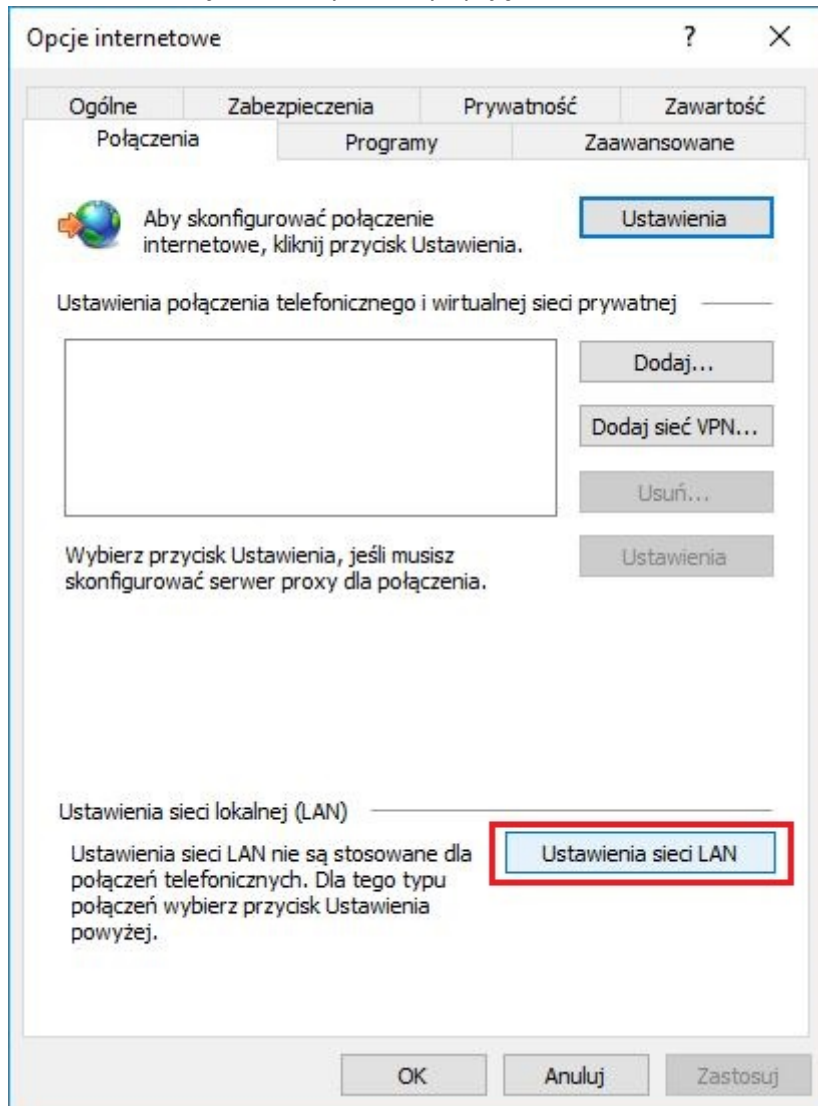 Opcje internetowe ? X
Ogólne Zabezpieczenia Prywatność Zawartość
Połączenia Programy Zaawansowane
Aby skonfigurować połączenie
internetowe, kliknij przycisk Ustawienia.
Ustawienia
Ustawienia połączenia telefonicznego i wirtualnej sieci prywatnej
Dodaj...
Dodaj sieć VPN...
Usuń...
Wybierz przycisk Ustawienia, jeśli musisz
skonfigurować serwer proxy dla połączenia.
Ustawienia
Ustawienia sieci lokalnej (LAN)
Ustawienia sieci LAN nie są stosowane dla
połączeń telefonicznych. Dla tego typu
połączeń wybierz przycisk Ustawienia
powyżej.
Ustawienia sieci LAN
OK Anuluj Zastosuj